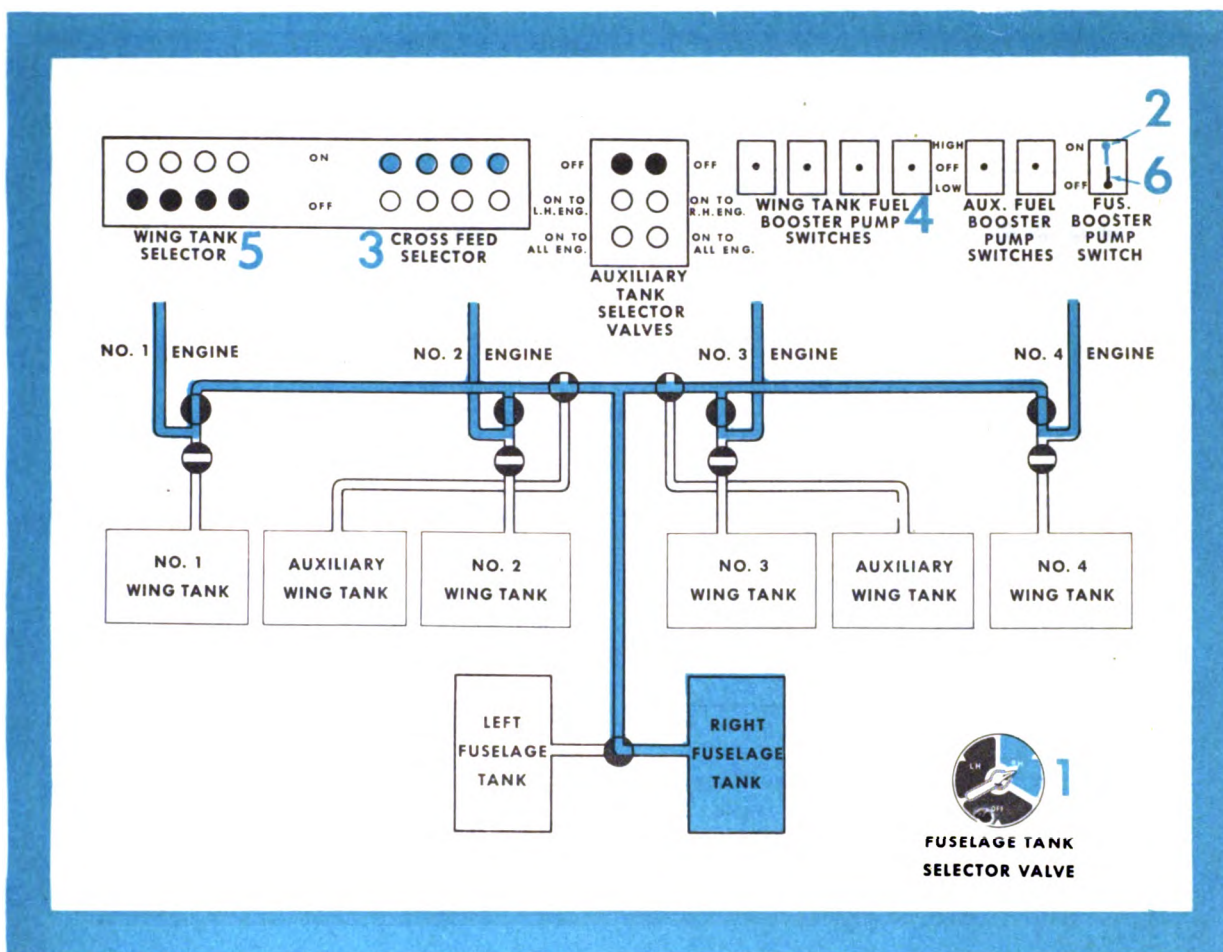 2
ON
OFF
WING TANK
SELECTOR
5
3
CROSS FEED
SELECTOR
OFF
OFF
ON TO
L.H. ENG.
ON TO
R.H. ENG.
ON TO
ALL ENG.
ON TO
ALL ENG.
AUXILIARY
TANK
SELECTOR
VALVES
WING TANK FUEL
BOOSTER PUMP
SWITCHES
4
HIGH
OFF
LOW
AUX. FUEL
BOOSTER
PUMP
SWITCHES
ON
OFF
6
FUS.
BOOSTER
PUMP
SWITCH
NO. 1 ENGINE
NO. 2 ENGINE
NO. 3 ENGINE
NO. 4 ENGINE
NO. 1
WING TANK
AUXILIARY
WING TANK
NO. 2
WING TANK
NO. 3
WING TANK
AUXILIARY
WING TANK
NO. 4
WING TANK
LEFT
FUSELAGE
TANK
RIGHT
FUSELAGE
TANK
LH
RH
OFF
1
FUSELAGE TANK
SELECTOR VALVE